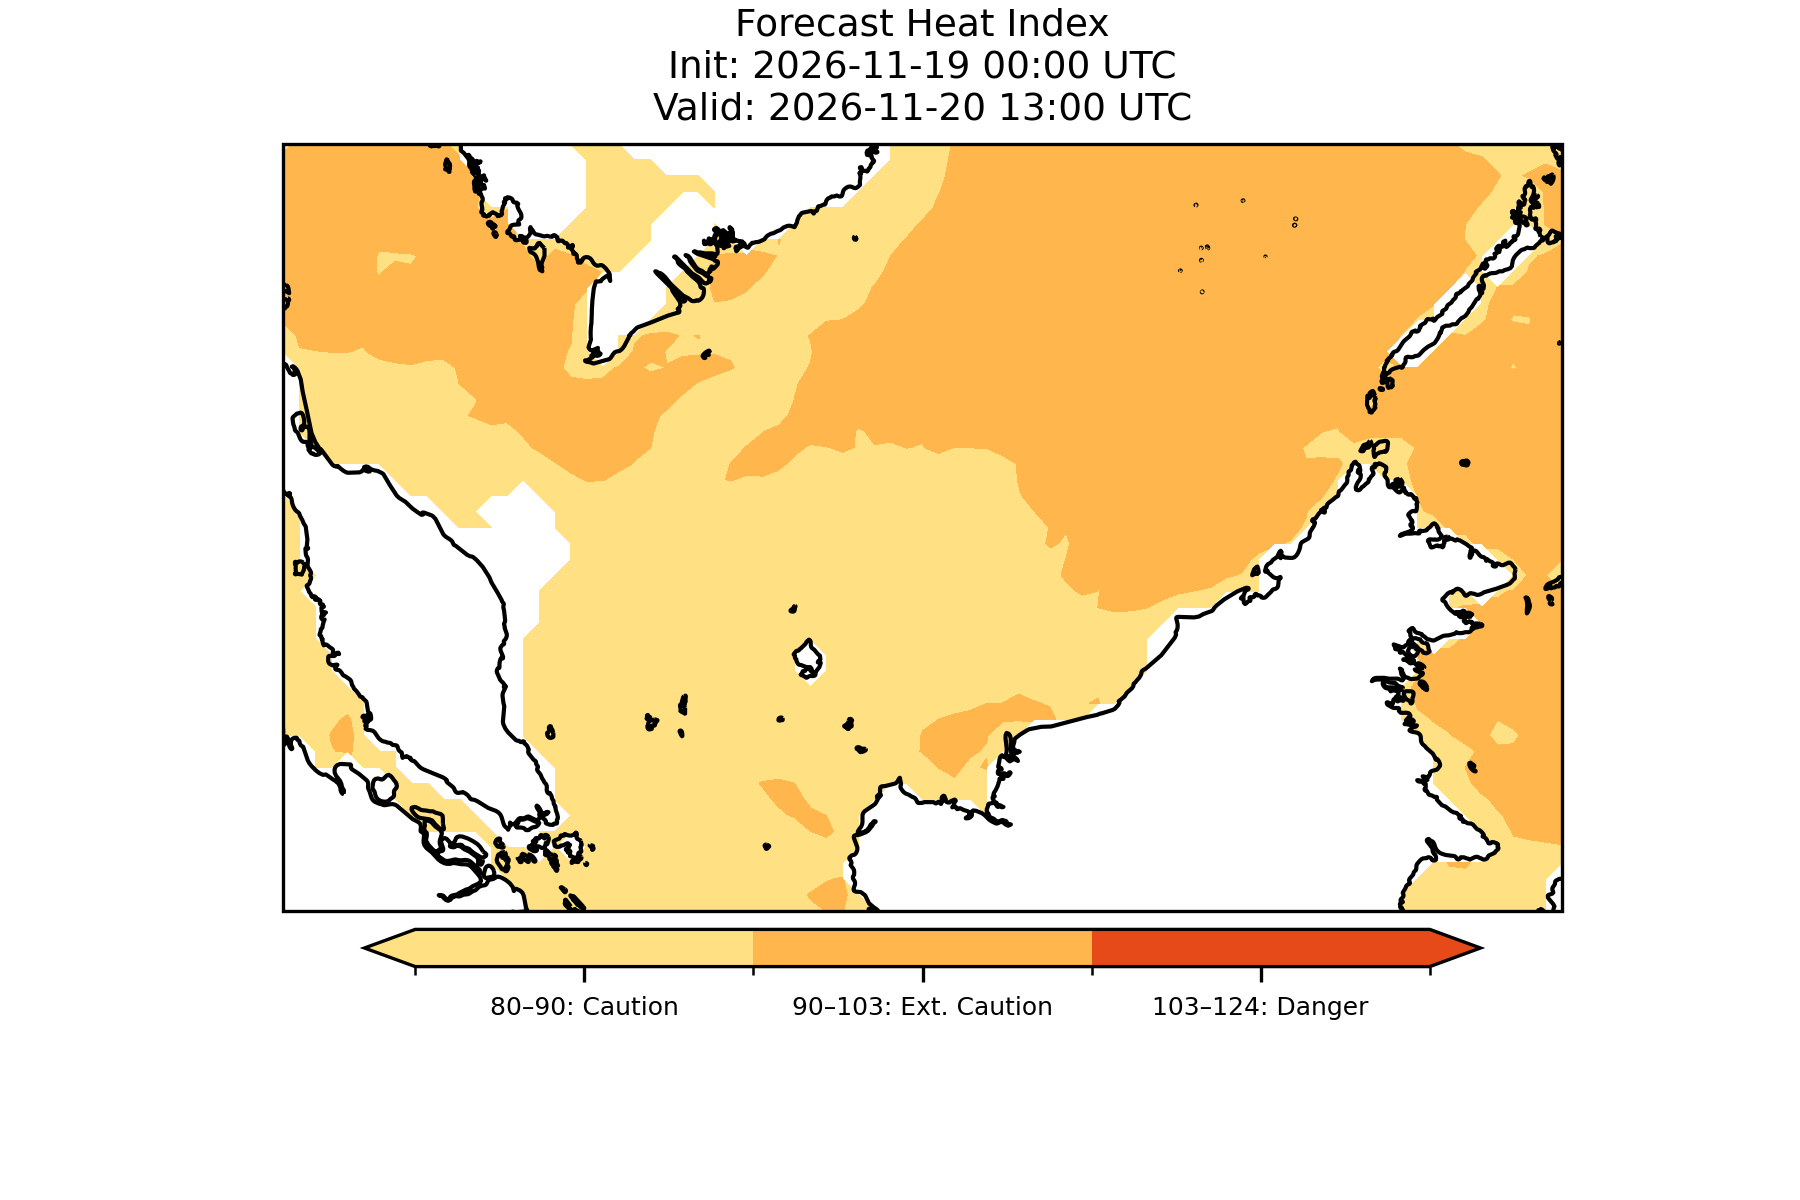 Forecast Heat Index
Init: 2026-11-19 00:00 UTC
Valid: 2026-11-20 13:00 UTC
80–90: Caution
90–103: Ext. Caution
103–124: Danger